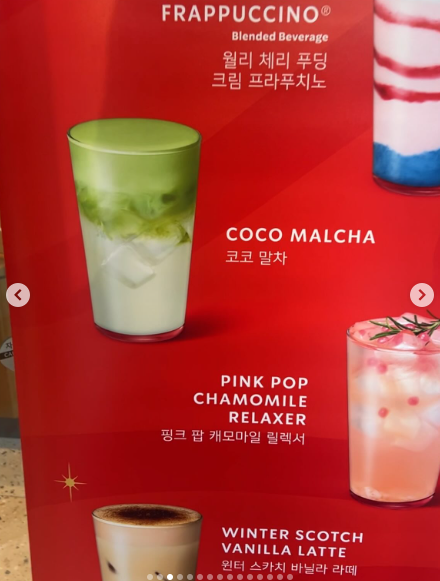 FRAPPUCCINO®
Blended Beverage
월리 체리 푸딩
크림 프라푸치노
COCO MALCHA
코코 말차
PINK POP
CHAMOMILE
RELAXER
핑크 팝 캐모마일 릴렉서
WINTER SCOTCH
VANILLA LATTE
윈터 스카치 바닐라 라떼